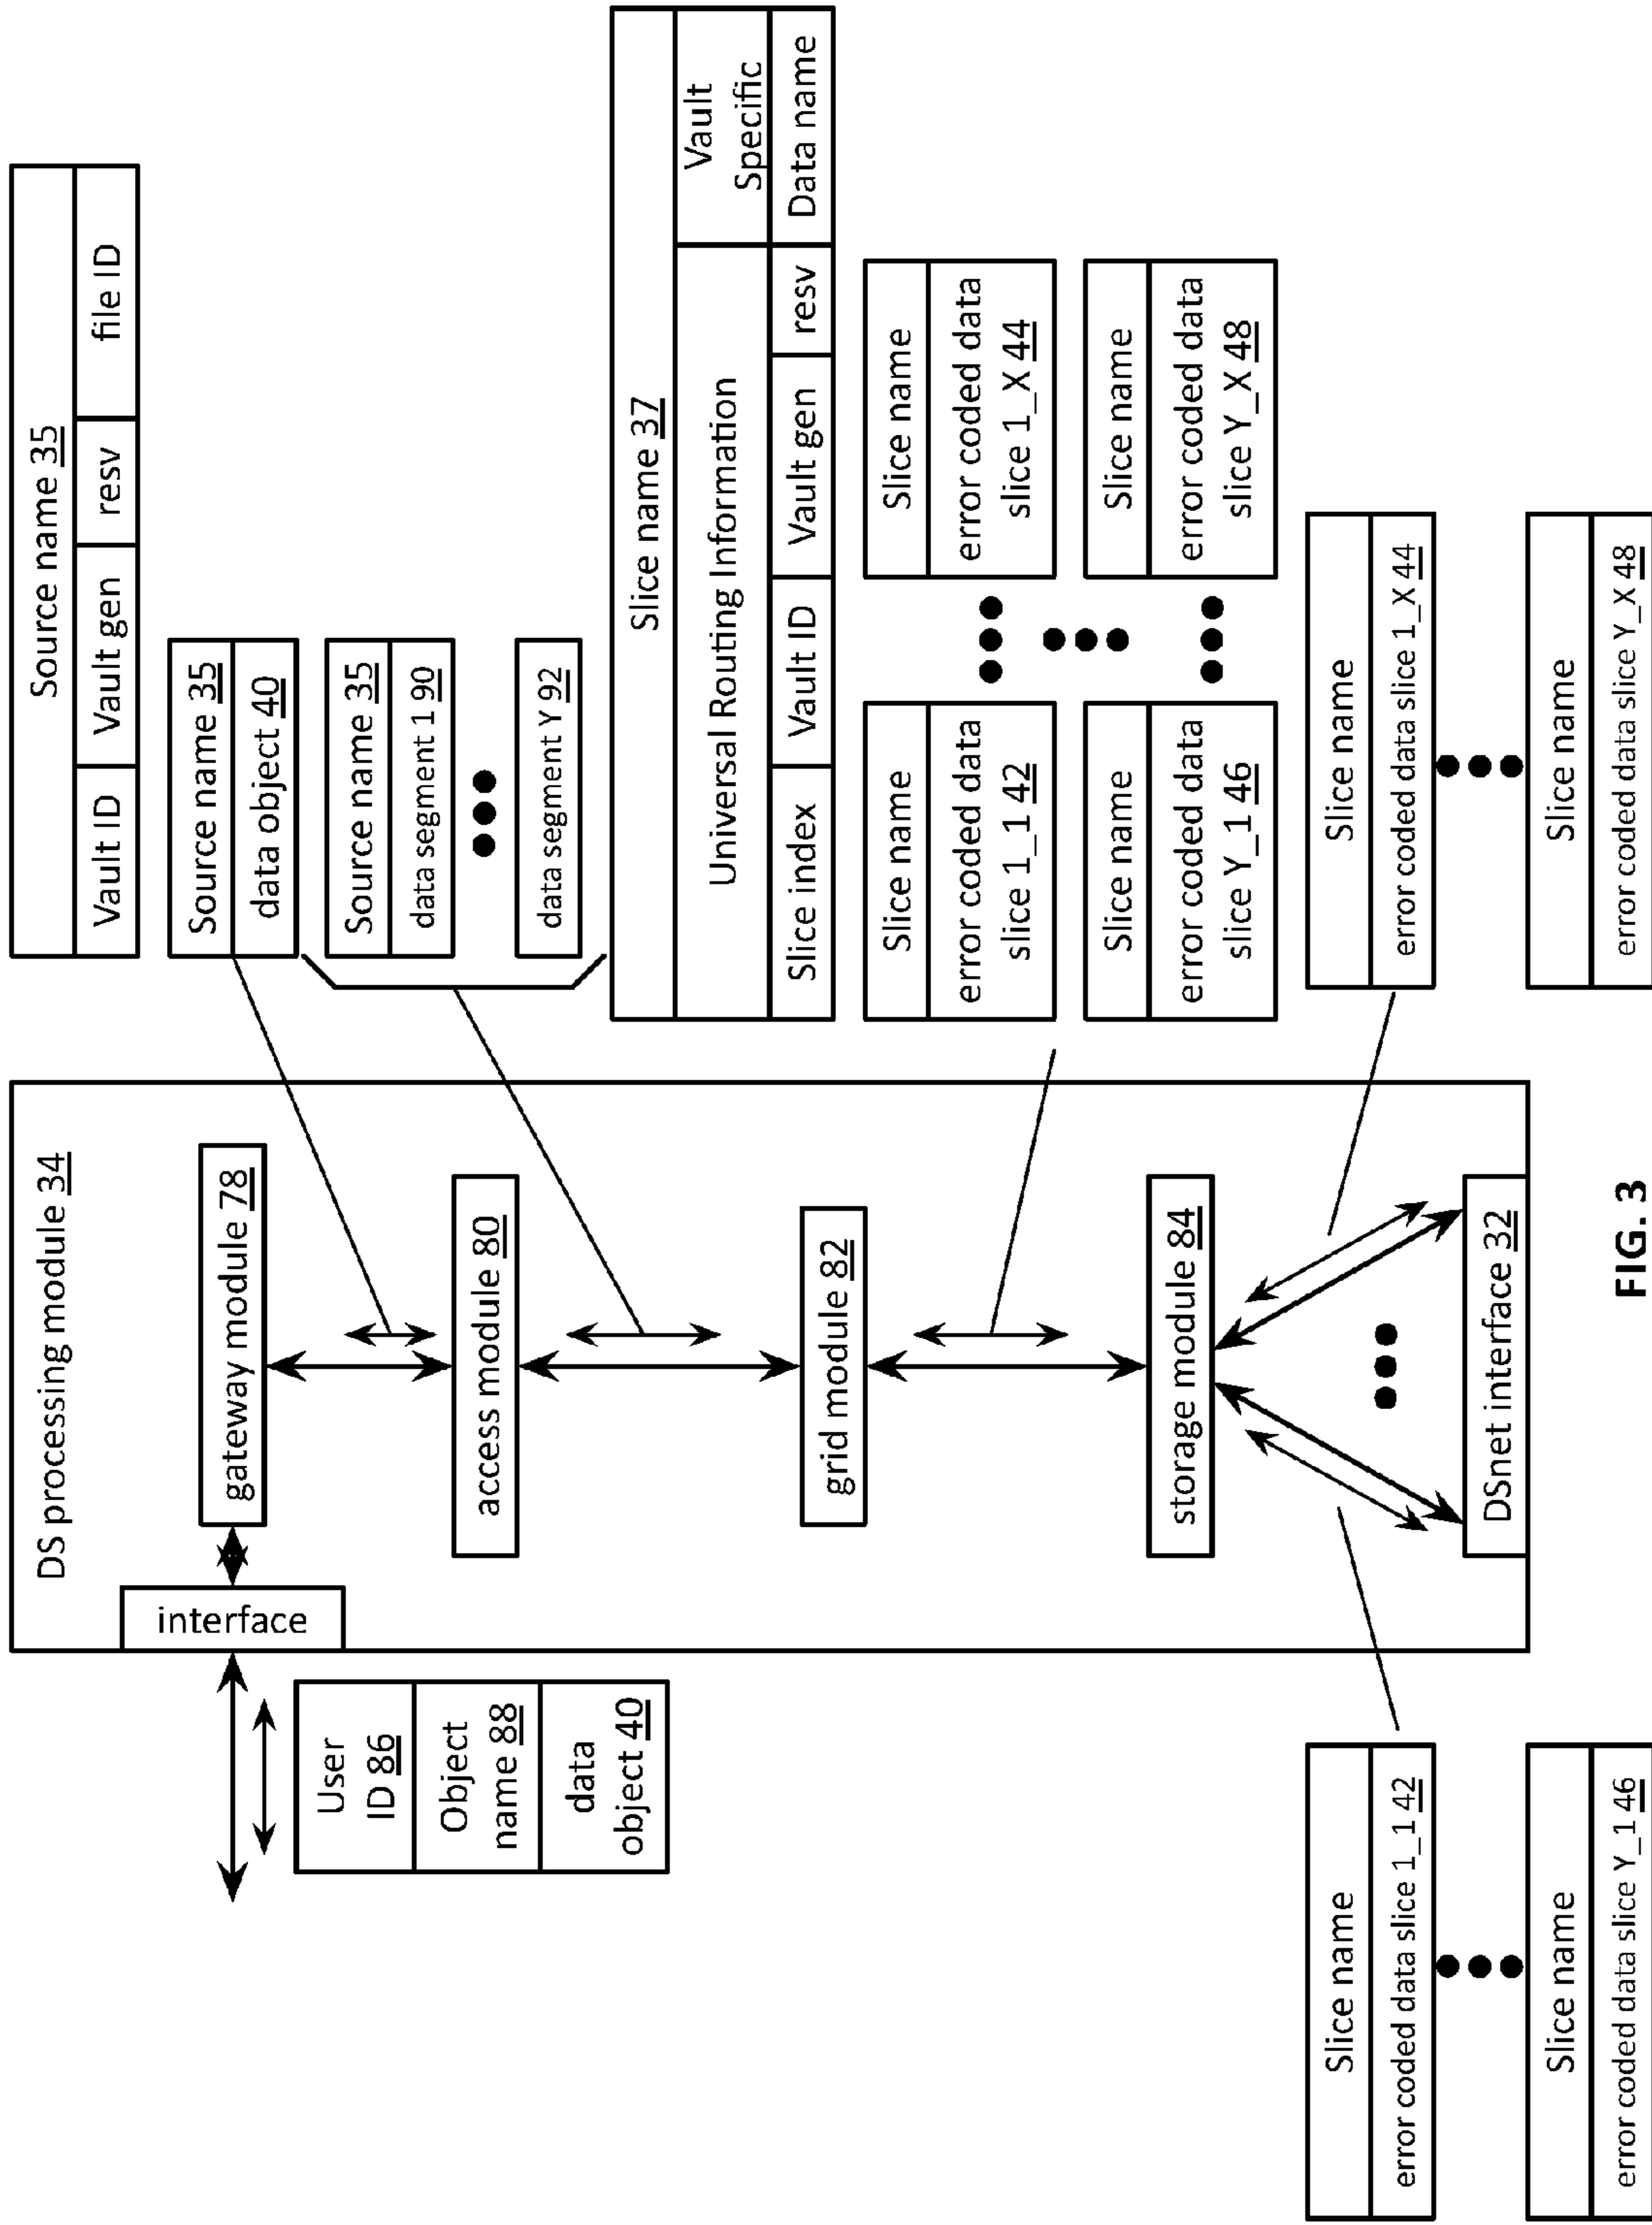 DS processing module 34
interface
gateway module 78
access module 80
grid module 82
storage module 84
DSnet interface 32
User
ID 86
Object
name 88
data
object 40
Source name 35
Vault ID
Vault gen
resv
file ID
Source name 35
data object 40
Source name 35
data segment 1 90
data segment Y 92
Slice name 37
Universal Routing Information
Vault
Specific
Slice index
Vault ID
Vault gen
resv
Data name
Slice name
error coded data
slice 1_1 42
Slice name
error coded data
slice 1_X 44
Slice name
error coded data
slice Y_1 46
Slice name
error coded data
slice Y_X 48
Slice name
error coded data slice 1_1 42
Slice name
error coded data slice Y_1 46
Slice name
error coded data slice 1_X 44
Slice name
error coded data slice Y_X 48
FIG. 3